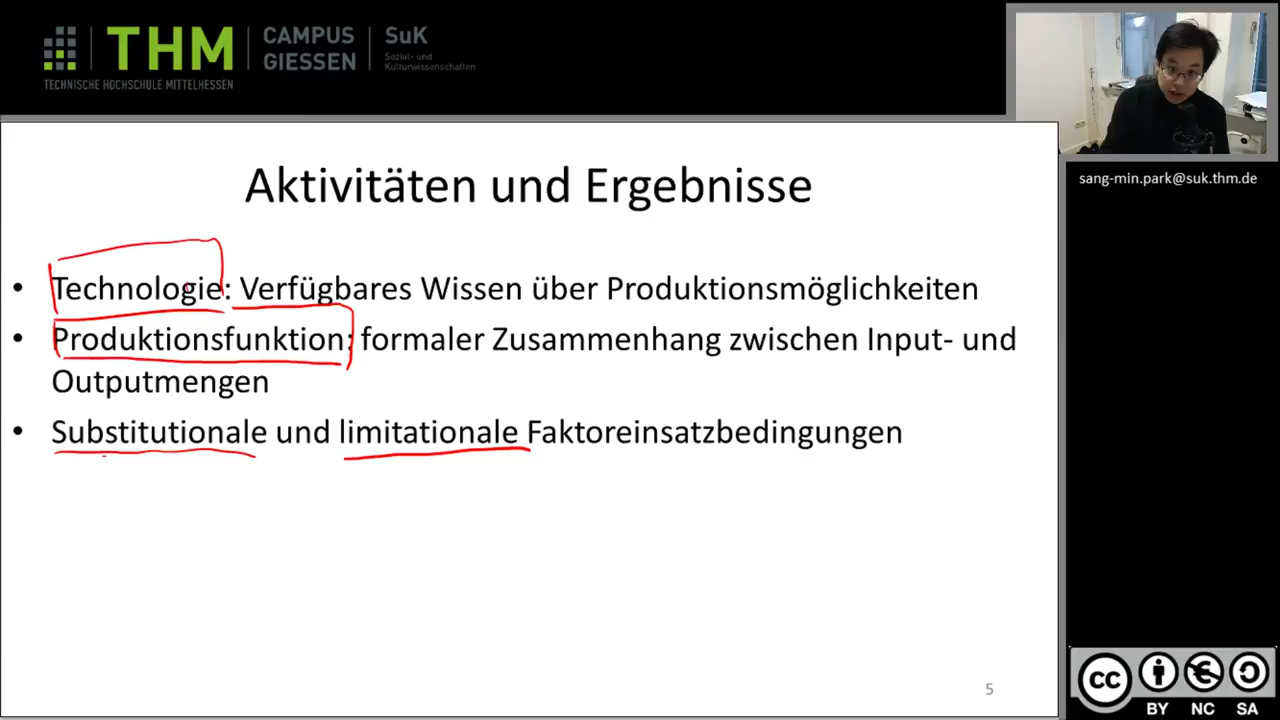 THM
CAMPUS
GIESSEN
SuK
Sozial- und
Kulturwissenschaften
TECHNISCHE HOCHSCHULE MITTELHESSEN
sang-min.park@suk.thm.de
Aktivitäten und Ergebnisse
• Technologie: Verfügbares Wissen über Produktionsmöglichkeiten
• Produktionsfunktion: formaler Zusammenhang zwischen Input- und
Outputmengen
• Substitutionale und limitationale Faktoreinsatzbedingungen
5
cc
BY NC SA